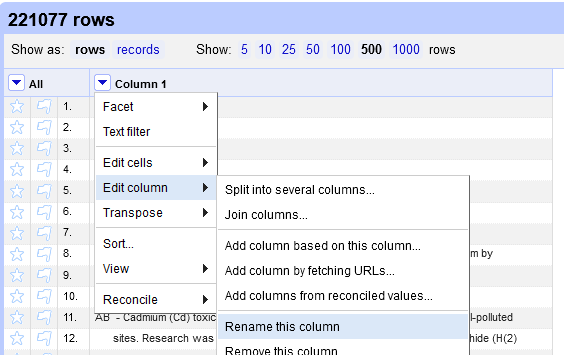 221077 rows
Show as: rows records Show: 5 10 25 50 100 500 1000 rows
All Column 1
1.
2.
3.
4.
5.
6.
7.
8. m by
9.
10.
11. AB - Cadmium (Cd) toxic l-polluted
12. sites. Research was hide (H(2)
Facet
Text filter
Edit cells
Edit column
Transpose
Sort...
View
Reconcile
Split into several columns...
Join columns...
Add column based on this column...
Add column by fetching URLs...
Add columns from reconciled values...
Rename this column
Remove this column